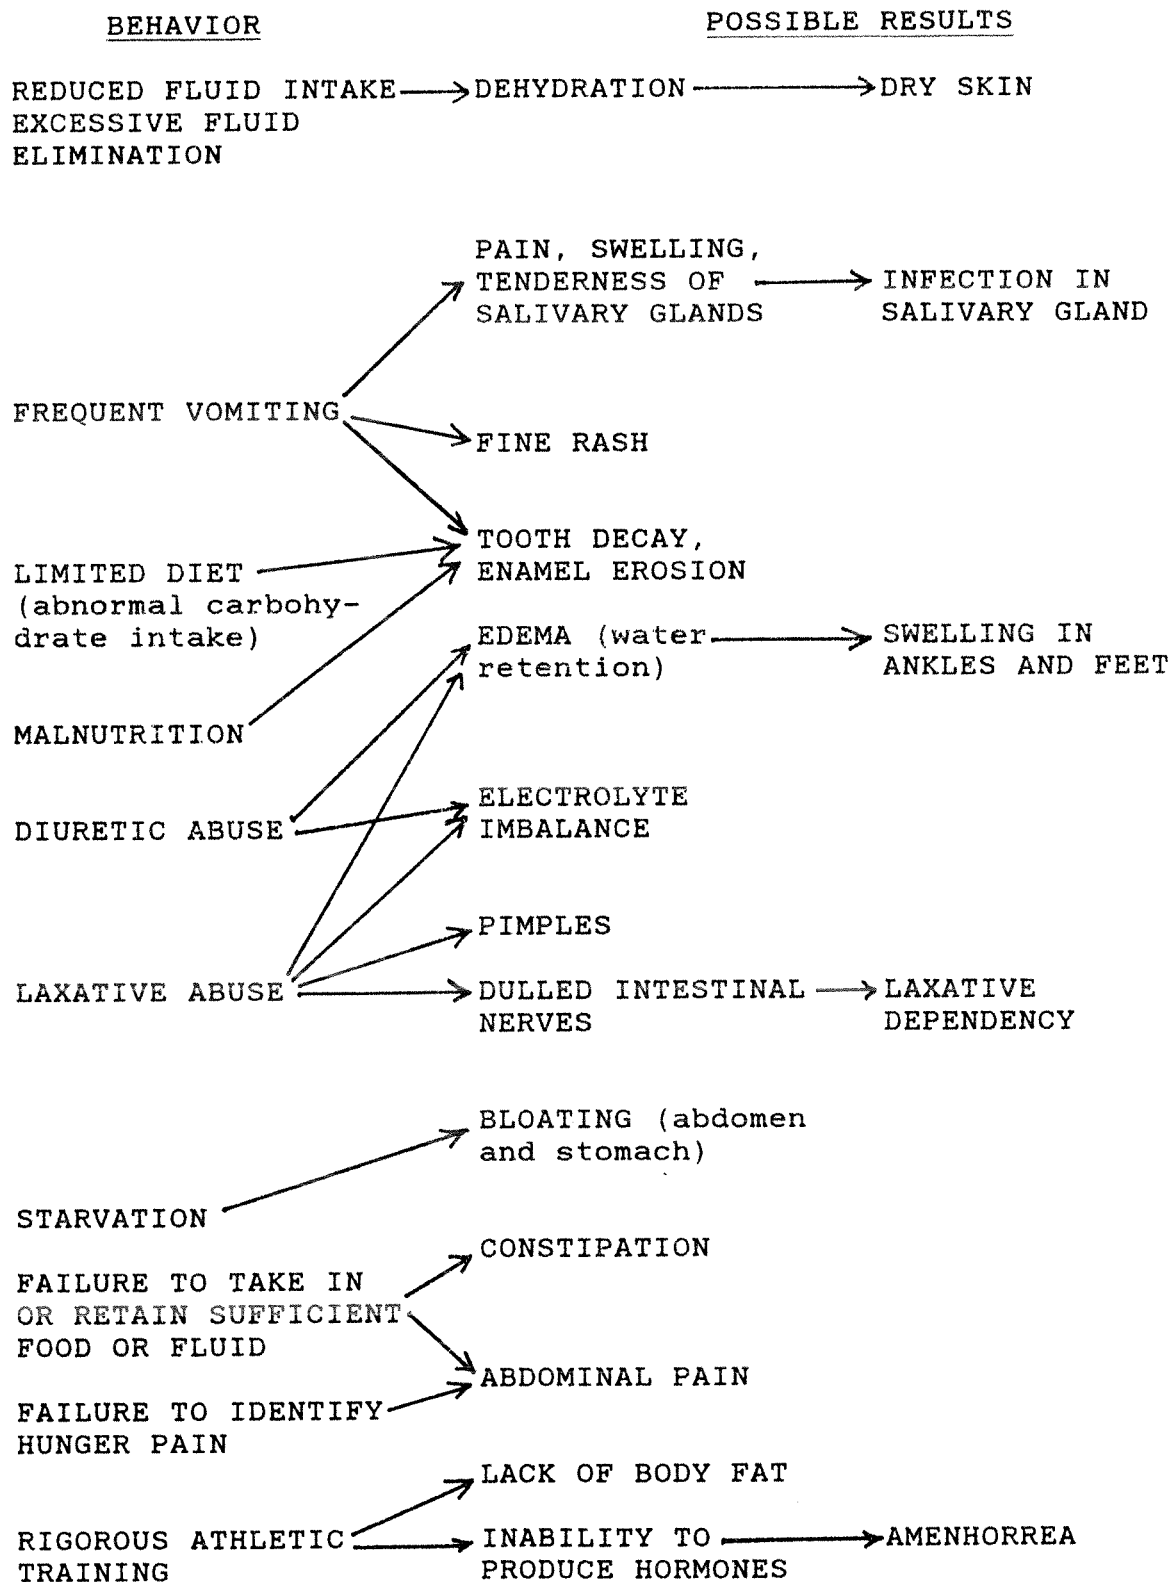 BEHAVIOR
POSSIBLE RESULTS
REDUCED FLUID INTAKE
EXCESSIVE FLUID
ELIMINATION
DEHYDRATION
DRY SKIN
PAIN, SWELLING,
TENDERNESS OF
SALIVARY GLANDS
INFECTION IN
SALIVARY GLAND
FREQUENT VOMITING
FINE RASH
TOOTH DECAY,
ENAMEL EROSION
LIMITED DIET
(abnormal carbohy-
drate intake)
EDEMA (water
retention)
SWELLING IN
ANKLES AND FEET
MALNUTRITION
ELECTROLYTE
IMBALANCE
DIURETIC ABUSE
PIMPLES
LAXATIVE ABUSE
DULLED INTESTINAL
NERVES
LAXATIVE
DEPENDENCY
BLOATING (abdomen
and stomach)
STARVATION
CONSTIPATION
FAILURE TO TAKE IN
OR RETAIN SUFFICIENT
FOOD OR FLUID
ABDOMINAL PAIN
FAILURE TO IDENTIFY
HUNGER PAIN
LACK OF BODY FAT
RIGOROUS ATHLETIC
TRAINING
INABILITY TO
PRODUCE HORMONES
AMENHORREA